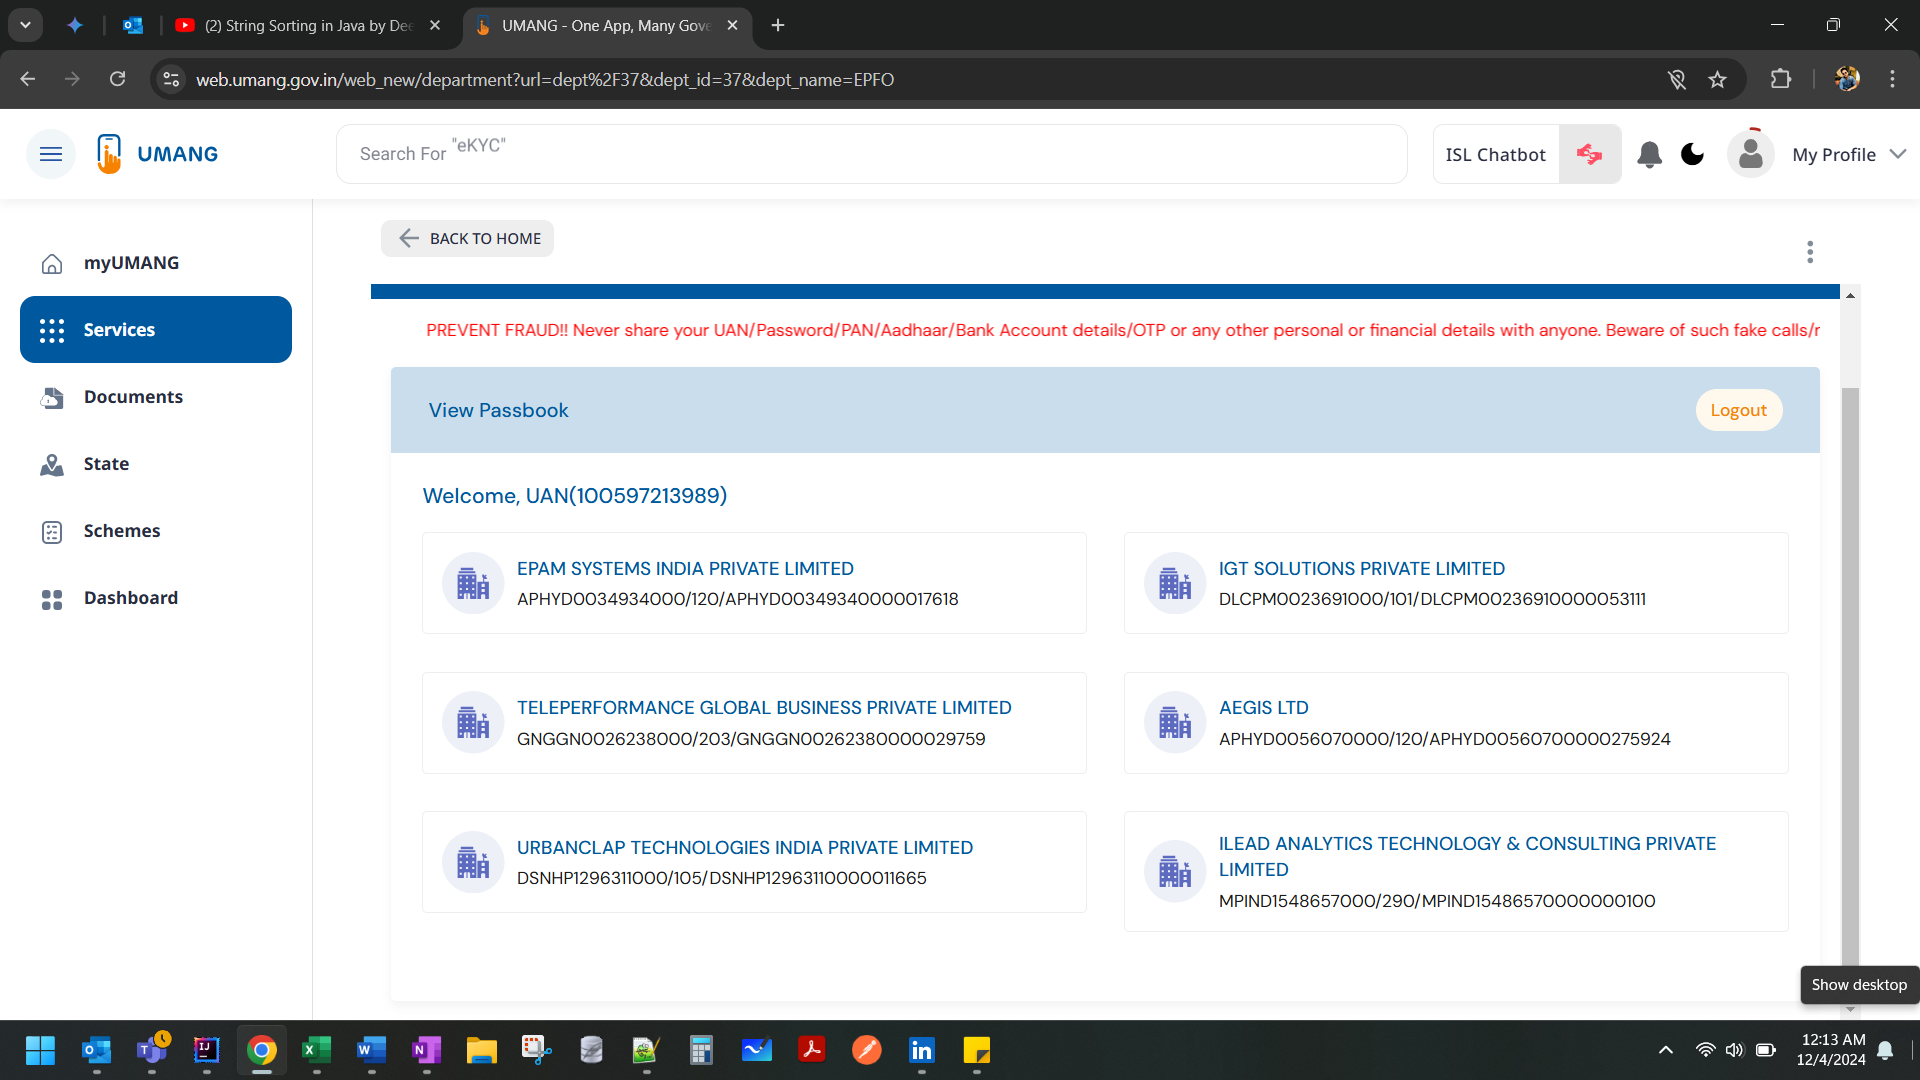 (2) String Sorting in Java by Dee
UMANG - One App, Many Gove
web.umang.gov.in/web_new/department?url=dept%2F37&dept_id=37&dept_name=EPFO
UMANG
Search For "eKYC"
ISL Chatbot
My Profile
BACK TO HOME
myUMANG
Services
Documents
State
Schemes
Dashboard
PREVENT FRAUD!! Never share your UAN/Password/PAN/Aadhaar/Bank Account details/OTP or any other personal or financial details with anyone. Beware of such fake calls/
View Passbook
Logout
Welcome, UAN(100597213989)
EPAM SYSTEMS INDIA PRIVATE LIMITED
APHYD0034934000/120/APHYD00349340000017618
IGT SOLUTIONS PRIVATE LIMITED
DLCPM0023691000/101/DLCPM00236910000053111
TELEPERFORMANCE GLOBAL BUSINESS PRIVATE LIMITED
GNGGN0026238000/203/GNGGN00262380000029759
AEGIS LTD
APHYD0056070000/120/APHYD00560700000275924
URBANCLAP TECHNOLOGIES INDIA PRIVATE LIMITED
DSNHP1296311000/105/DSNHP12963110000011665
ILEAD ANALYTICS TECHNOLOGY & CONSULTING PRIVATE
LIMITED
MPIND1548657000/290/MPIND15486570000000100
Show desktop
12:13 AM
12/4/2024